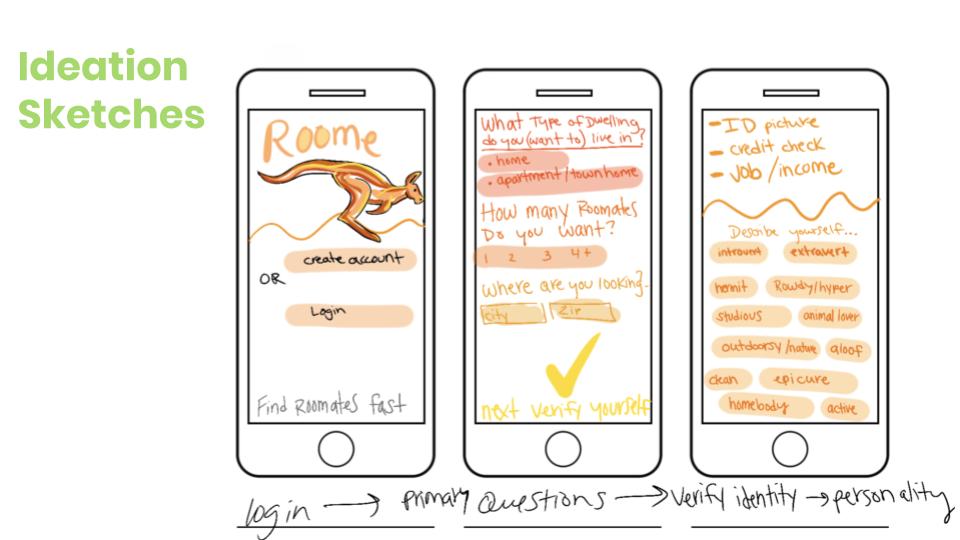 Ideation
Sketches
Roome
create account
OR
Login
Find Roomates fast
What Type of Dwelling
do you (want to) live in?
• home
• apartment/townhome
How many Roomates
Do you want?
1 2 3 4+
Where are you looking?
city Zip
next verify yourself
- ID picture
- credit check
- Job/income
Describe yourself...
introvert extravert
hermit Rowdy/hyper
studious animal lover
outdoorsy/nature aloof
clean epicure
homebody active
login → primary Questions → verify identity → personality